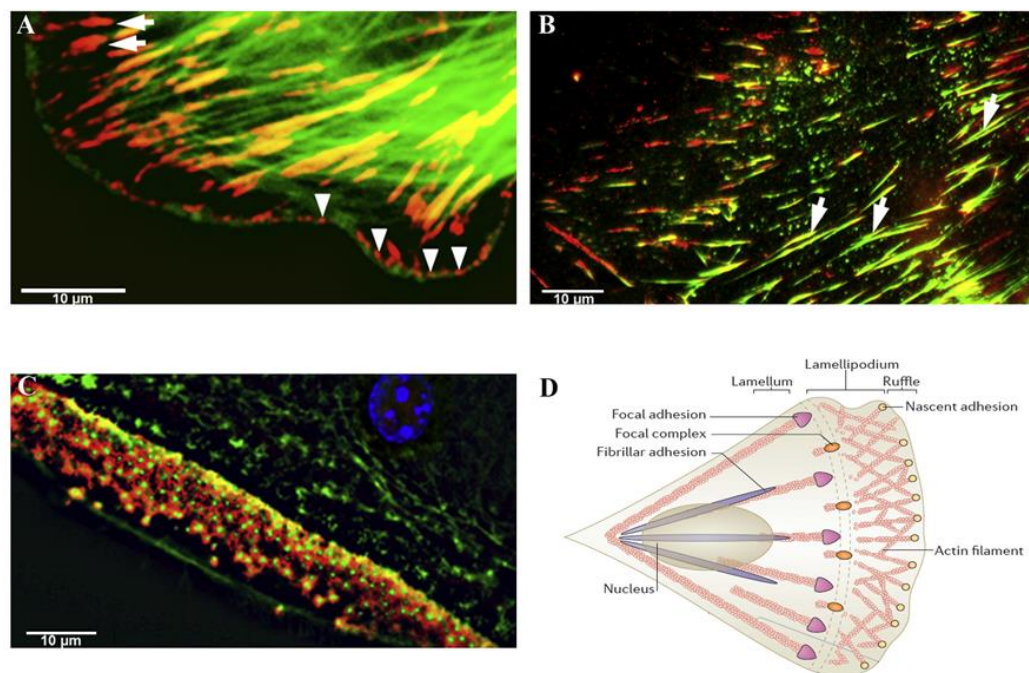 A
10 µm
B
10 µm
C
10 µm
D
Lamellipodium
Lamellum
Ruffle
Focal adhesion
Nascent adhesion
Focal complex
Fibrillar adhesion
Actin filament
Nucleus